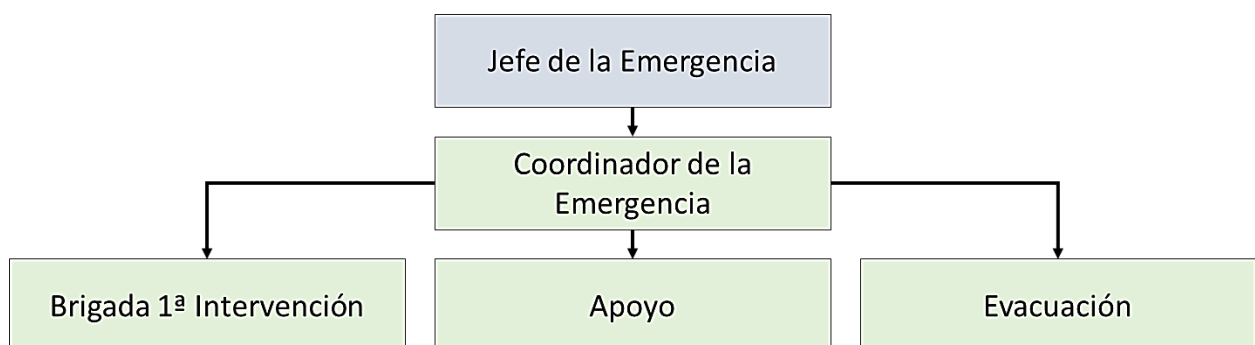 Jefe de la Emergencia
Coordinador de la
Emergencia
Brigada 1ª Intervención
Apoyo
Evacuación